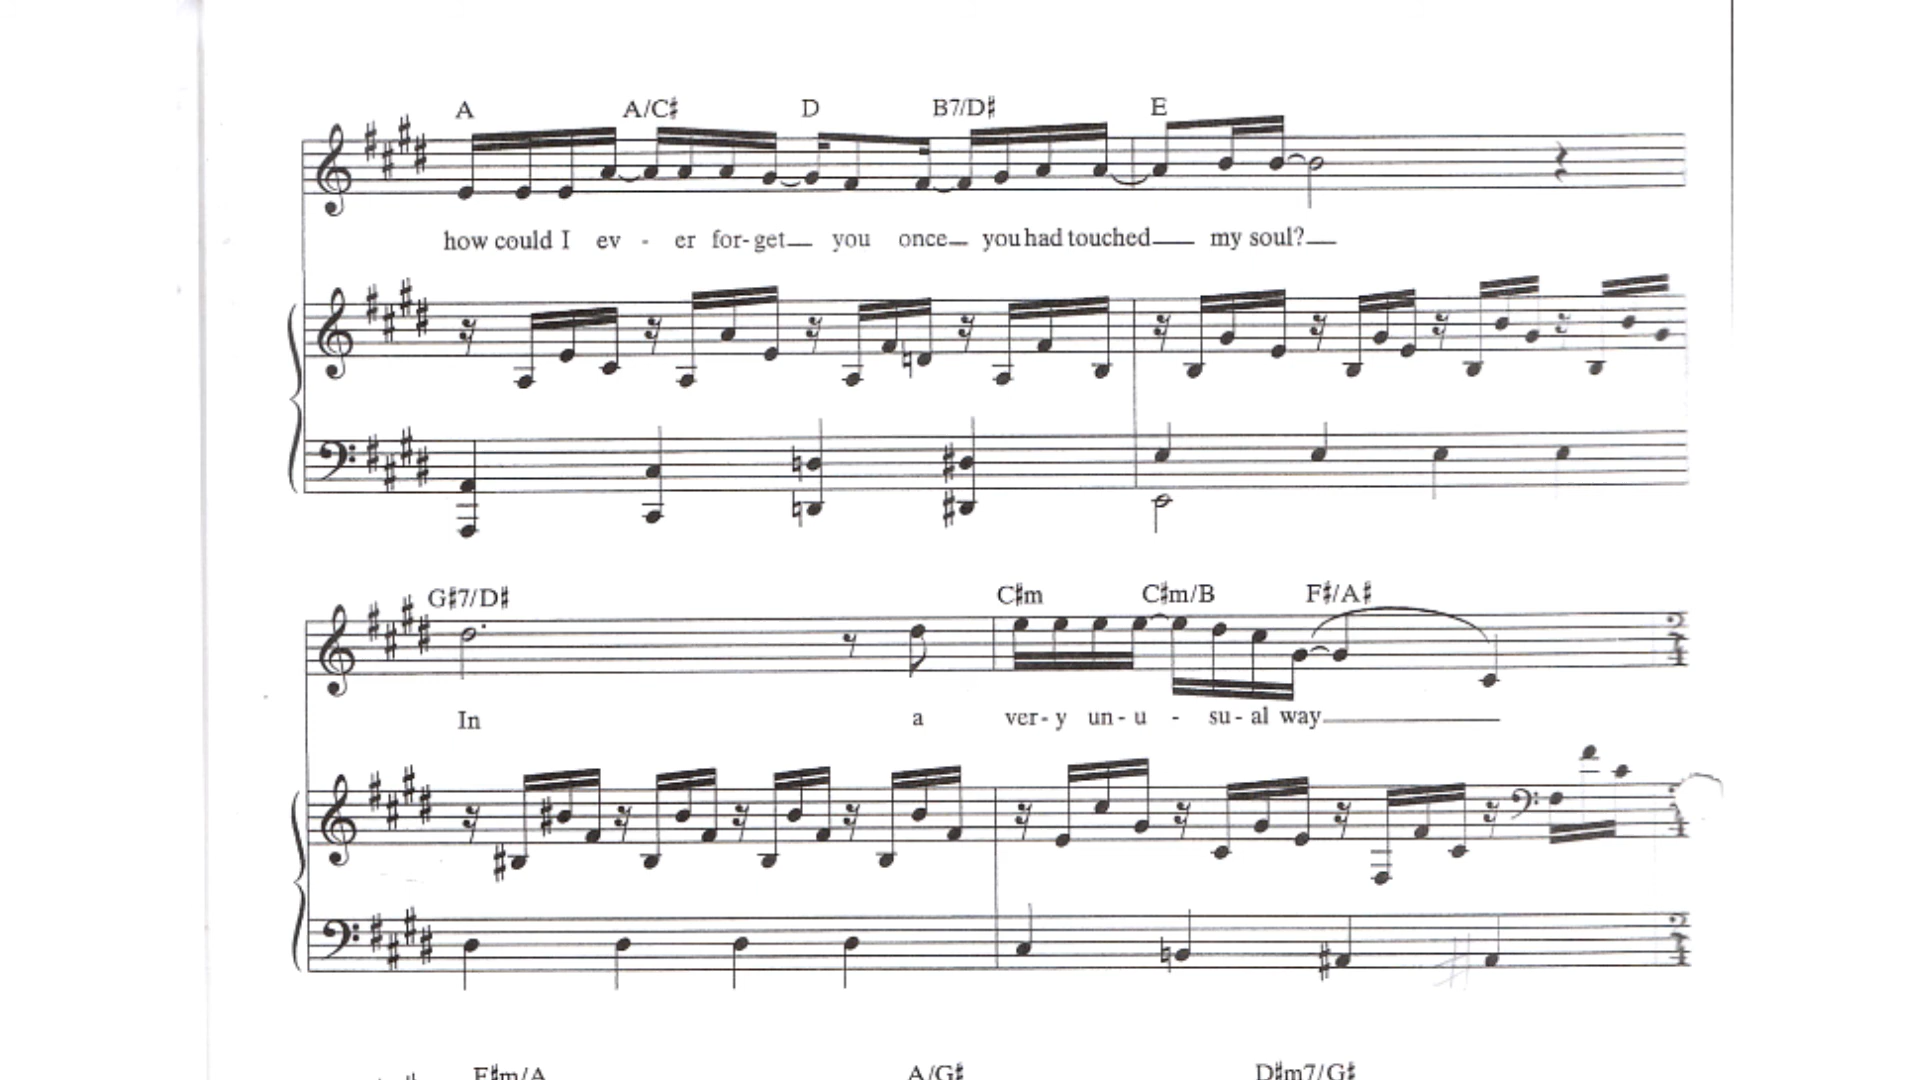 A A/C♯ D B7/D♯ E
how could I ev - er for-get you once you had touched my soul?
G♯7/D♯ C♯m C♯m/B F♯/A♯
In a ver-y un-u - su-al way
F♯m/A A/G♯ D♯m7/G♯